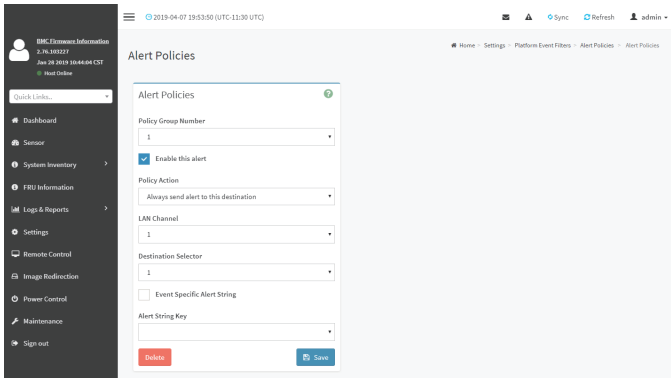 2019-04-07 19:53:50 (UTC-11:30 UTC)
Sync
Refresh
admin
BMC Firmware Information
2.76.103227
Jan 28 2019 10:44:04 CST
Host Online
Quick Links...
Dashboard
Sensor
System Inventory
FRU Information
Logs & Reports
Settings
Remote Control
Image Redirection
Power Control
Maintenance
Sign out
Alert Policies
Home > Settings > Platform Event Filters > Alert Policies > Alert Policies
Alert Policies
Policy Group Number
1
Enable this alert
Policy Action
Always send alert to this destination
LAN Channel
1
Destination Selector
1
Event Specific Alert String
Alert String Key
Delete
Save